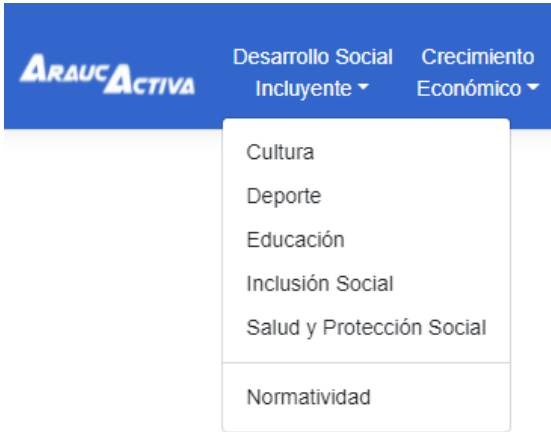 AraucActiva
Desarrollo Social
Incluyente
Crecimiento
Económico
Cultura
Deporte
Educación
Inclusión Social
Salud y Protección Social
Normatividad